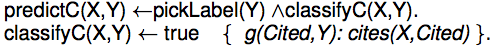 predictC(X,Y) ←pickLabel(Y) ∧classifyC(X,Y).
classifyC(X,Y) ← true { g(Cited,Y): cites(X,Cited) }.